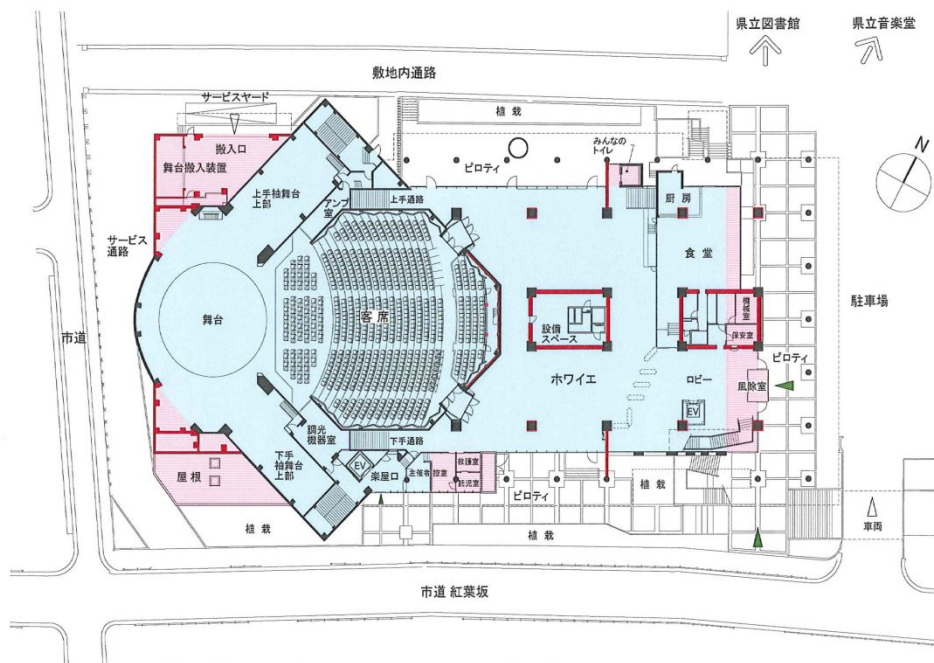 県立図書館
県立音楽堂
敷地内通路
サービスヤード
植 栽
搬入口
みんなの
トイレ
N
舞台搬入装置
ピロティ
アンプ
室
上手通路
厨 房
上手袖舞台
上部
サービス
通路
食 堂
駐車場
機械室
客 席
舞台
設備
スペース
保安室
市道
ピロティ
ホワイエ
ロビー
風除室
EV
調光
機器室
下手通路
下手
袖舞台
上部
EV
楽屋口
主催者
控室
救護室
託児室
屋 根
ピロティ
植 栽
植 栽
植 栽
車両
市道 紅葉坂